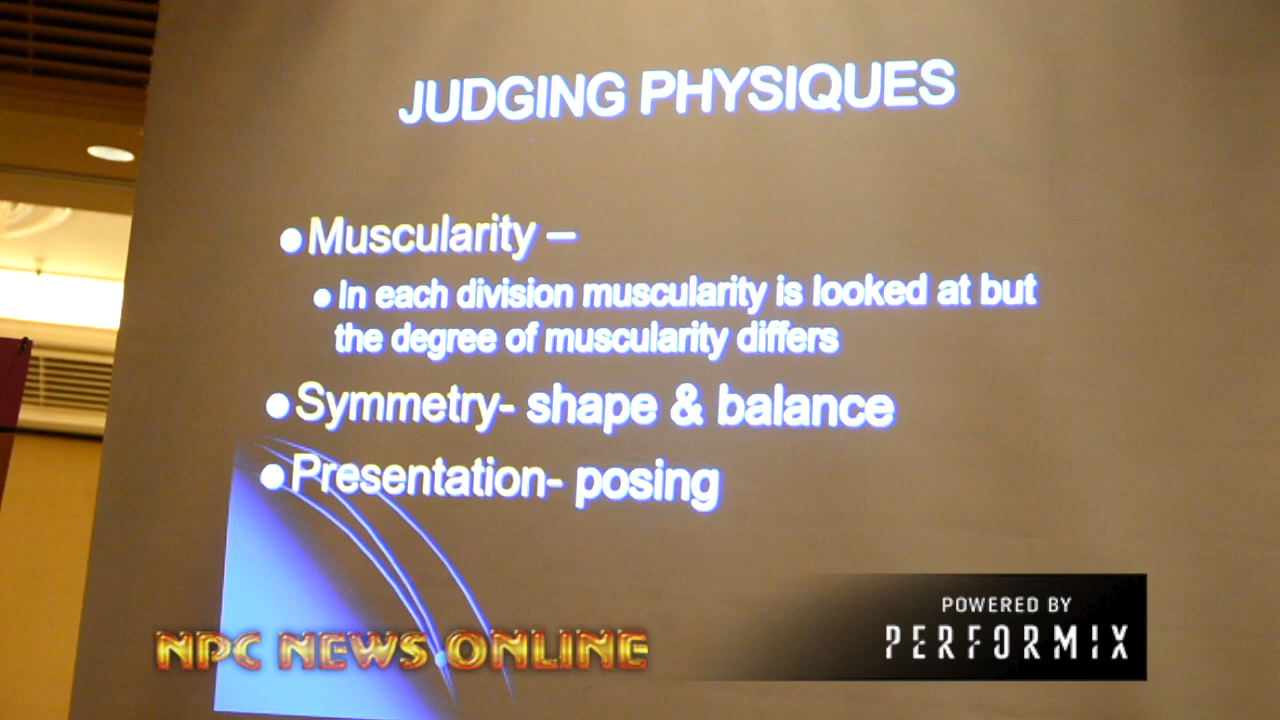 JUDGING PHYSIQUES
•Muscularity –
•In each division muscularity is looked at but
the degree of muscularity differs
•Symmetry- shape & balance
•Presentation- posing
NPC NEWS ONLINE
POWERED BY
PERFORMIX